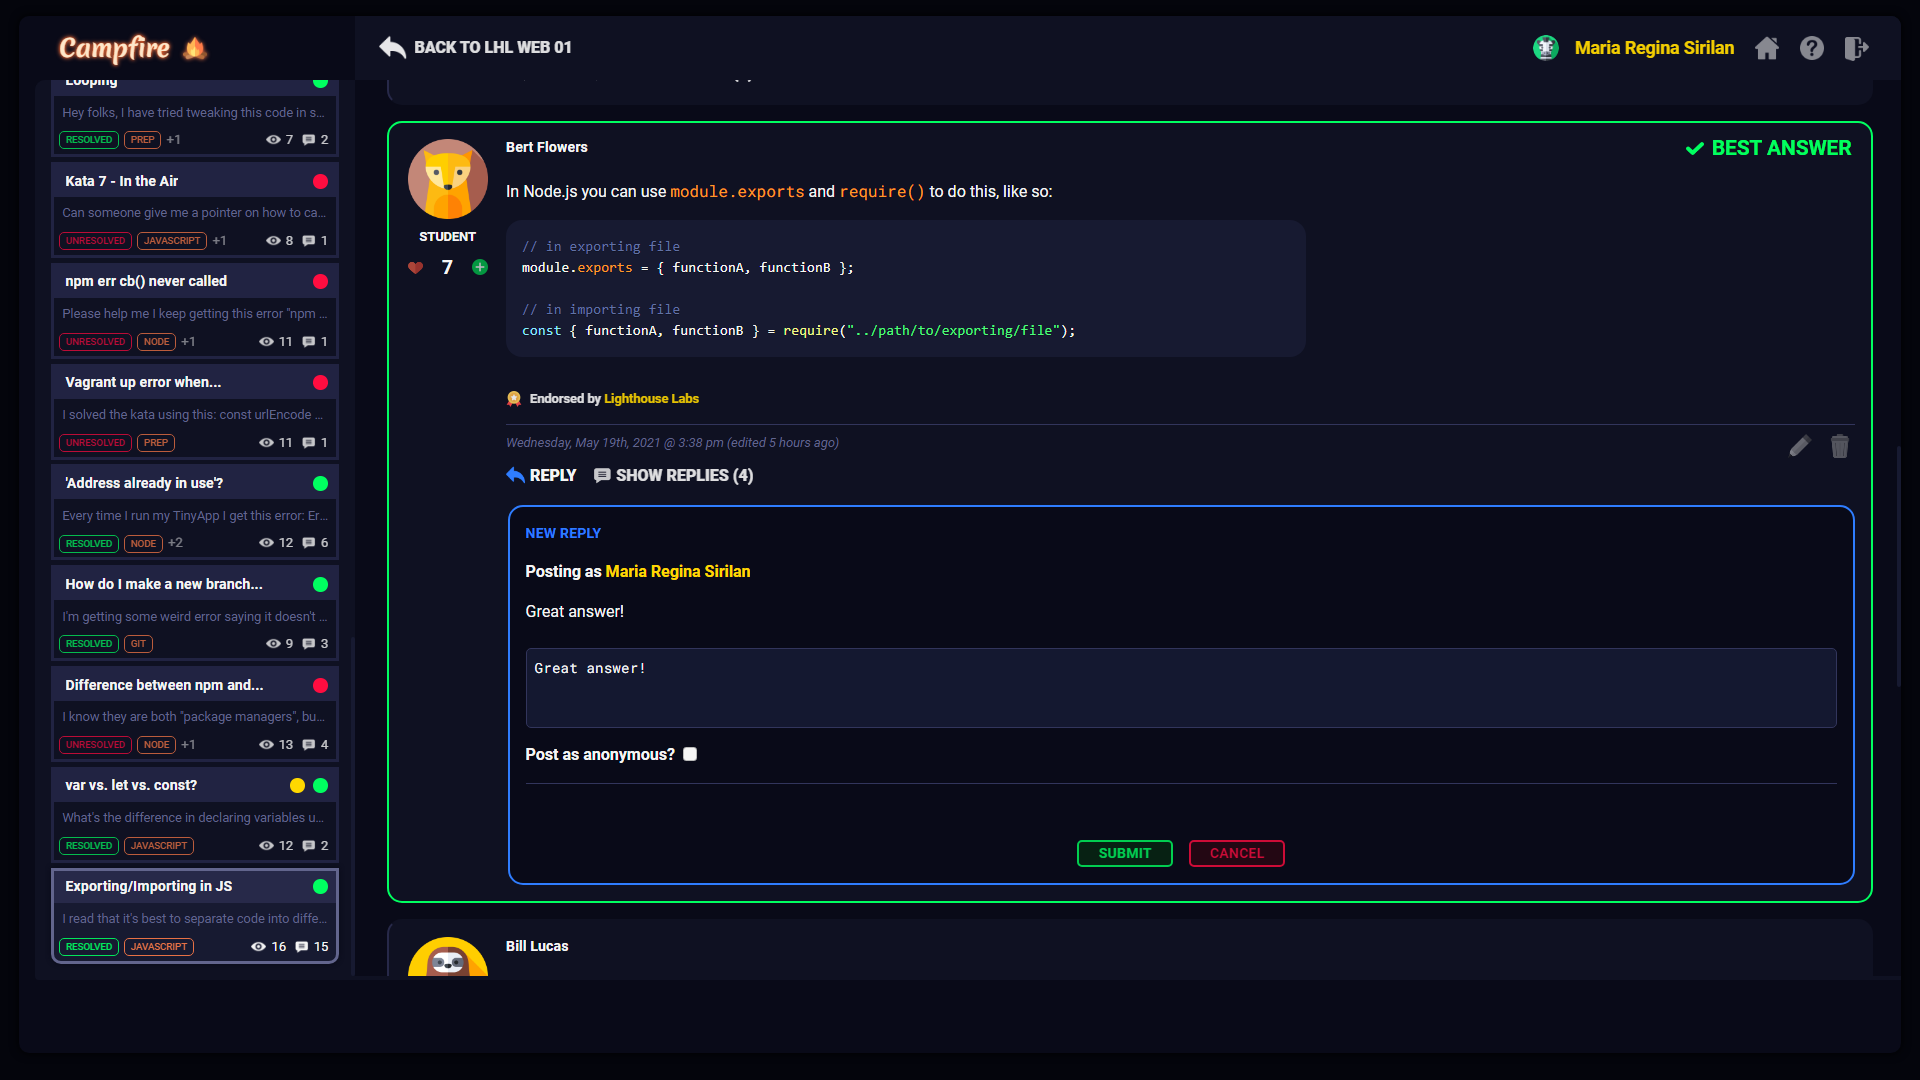 Campfire
BACK TO LHL WEB 01
Maria Regina Sirilan
Looping
Hey folks, I have tried tweaking this code in s...
RESOLVED PREP +1 7 2
Kata 7 - In the Air
Can someone give me a pointer on how to ca...
UNRESOLVED JAVASCRIPT +1 8 1
npm err cb() never called
Please help me I keep getting this error "npm ...
UNRESOLVED NODE +1 11 1
Vagrant up error when...
I solved the kata using this: const urlEncode ...
UNRESOLVED PREP 11 1
'Address already in use'?
Every time I run my TinyApp I get this error: Er...
RESOLVED NODE +2 12 6
How do I make a new branch...
I'm getting some weird error saying it doesn't ...
RESOLVED GIT 9 3
Difference between npm and...
I know they are both "package managers", bu...
UNRESOLVED NODE +1 13 4
var vs. let vs. const?
What's the difference in declaring variables u...
RESOLVED JAVASCRIPT 12 2
Exporting/Importing in JS
I read that it's best to separate code into diffe...
RESOLVED JAVASCRIPT 16 15
Bert Flowers
BEST ANSWER
STUDENT
7
In Node.js you can use module.exports and require() to do this, like so:
// in exporting file
module.exports = { functionA, functionB };
// in importing file
const { functionA, functionB } = require("../path/to/exporting/file");
Endorsed by Lighthouse Labs
Wednesday, May 19th, 2021 @ 3:38 pm (edited 5 hours ago)
REPLY SHOW REPLIES (4)
NEW REPLY
Posting as Maria Regina Sirilan
Great answer!
Great answer!
Post as anonymous?
SUBMIT CANCEL
Bill Lucas